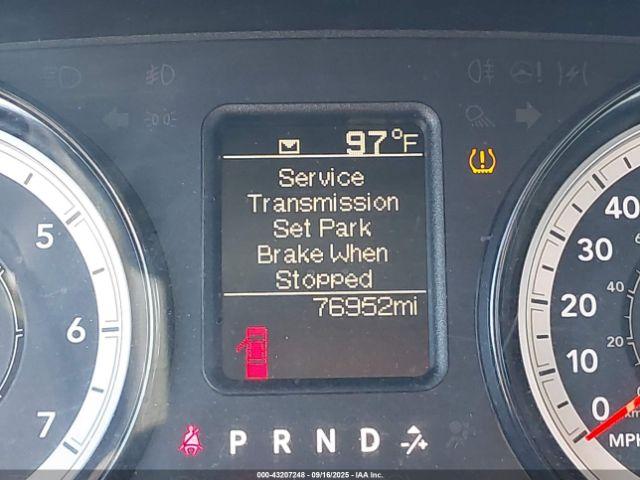 97°F
Service
Transmission
Set Park
Brake When
Stopped
76952mi
5
6
7
40
30
20
10
0
40
20
MPH
P R N D
000-43207248 - 09/16/2025 - © IAA, Inc.